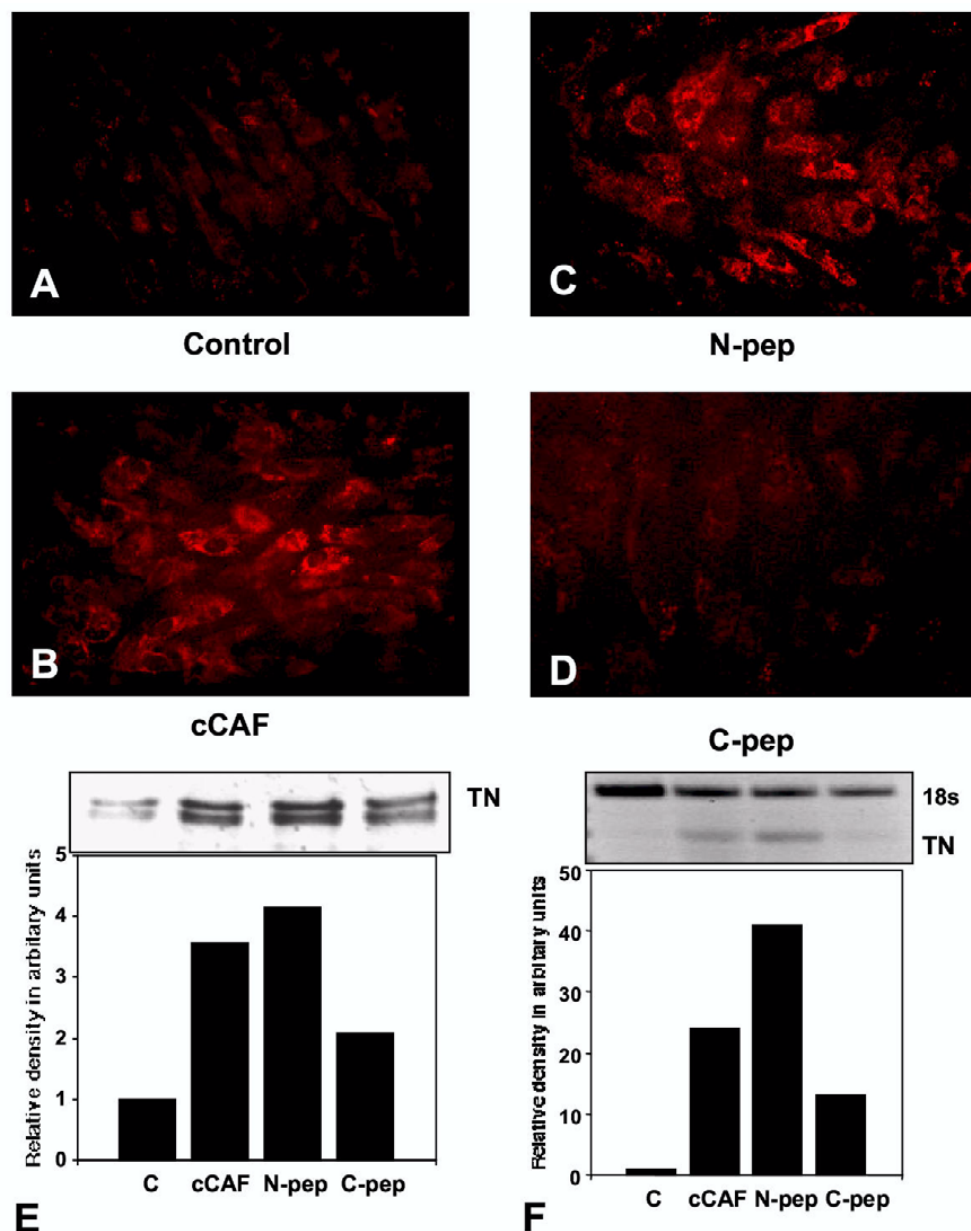 A
Control
C
N-pep
B
cCAF
D
C-pep
TN
Relative density in arbitary units
5
4
3
2
1
0
C cCAF N-pep C-pep
E
18s
TN
Relative density in arbitary units
50
40
30
20
10
0
C cCAF N-pep C-pep
F